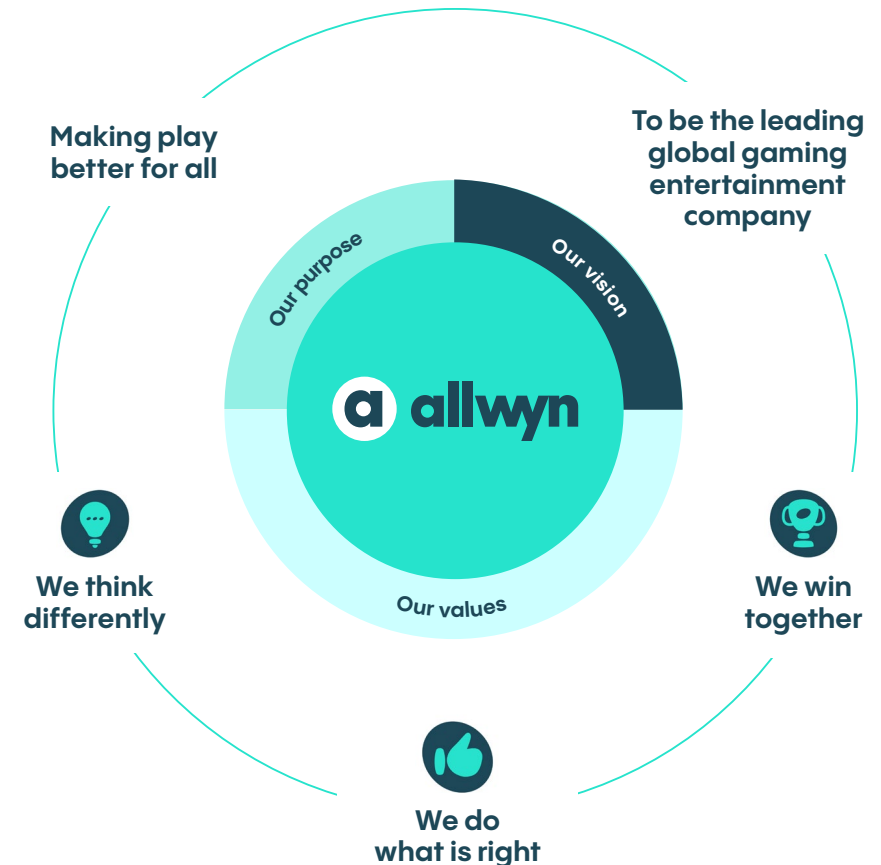 Making play
better for all
To be the leading
global gaming
entertainment
company
Our purpose
Our vision
a allwyn
Our values
We think
differently
We win
together
We do
what is right